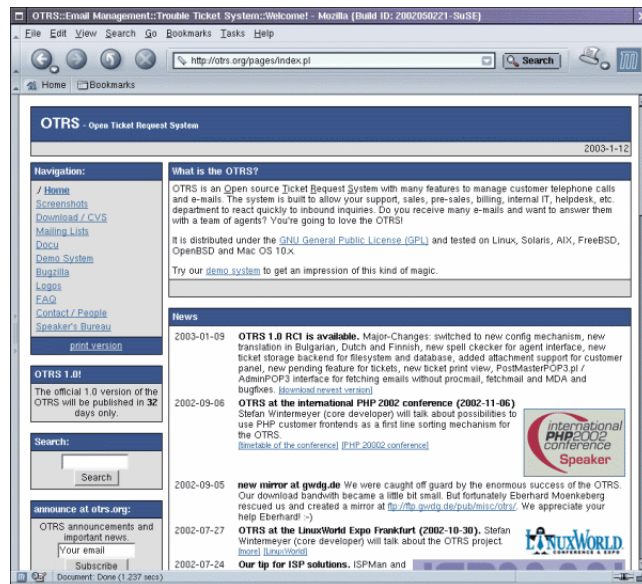 OTRS::Email Management::Trouble Ticket System::Welcome! - Mozilla {Build ID: 2002050221-SuSE}
File Edit View Search Go Bookmarks Tasks Help
http://otrs.org/pages/index.pl Search
Home Bookmarks
OTRS - Open Ticket Request System
2003-1-12
Navigation:
/ Home
Screenshots
Download / CVS
Mailing Lists
Docu
Demo System
Bugzilla
Logos
FAQ
Contact / People
Speaker's Bureau
print version
OTRS 1.0!
The official 1.0 version of the
OTRS will be published in 32
days only.
Search:
Search
announce at otrs.org:
OTRS announcements and
important news.
Your email
Subscribe
What is the OTRS?
OTRS is an Open source Ticket Request System with many features to manage customer telephone calls
and e-mails. The system is built to allow your support, sales, pre-sales, billing, internal IT, helpdesk, etc.
department to react quickly to inbound inquiries. Do you receive many e-mails and want to answer them
with a team of agents? You're going to love the OTRS!
It is distributed under the GNU General Public License (GPL) and tested on Linux, Solaris, AIX, FreeBSD,
OpenBSD and Mac OS 10.x
Try our demo system to get an impression of this kind of magic.
News
2003-01-09 OTRS 1.0 RC1 is available. Major-Changes: switched to new config mechanism, new
translation in Bulgarian, Dutch and Finnish, new spell ckecker for agent interface, new
ticket storage backend for filesystem and database, added attachment support for customer
panel, new pending feature for tickets, new ticket print view, PostMasterPOP3.pl /
AdminPOP3 interface for fetching emails without procmail, fetchmail and MDA and
bugfixes. [download newest version]
2002-09-06 OTRS at the international PHP 2002 conference (2002-11-06)
Stefan Wintermeyer (core developer) will talk about possibilities to
use PHP customer frontends as a first line sorting mechanism for
the OTRS.
[timetable of the conference] [PHP 20002 conference]
international
PHP2002
conference
Speaker
2002-09-05 new mirror at gwdg.de We were caught off guard by the enormous success of the OTRS.
Our download bandwith became a little bit small. But fortunately Eberhard Moenkeberg
rescued us and created a mirror at ftp://ftp.gwdg.de/pub/misc/otrs/. We appreciate your
help Eberhard! :-)
2002-07-27 OTRS at the LinuxWorld Expo Frankfurt (2002-10-30). Stefan
Wintermeyer (core developer) will talk about the OTRS project.
[more] [LinuxWorld]
LINUXWORLD
CONFERENCE & EXPO
2002-07-24 Our tip for ISP solutions. ISPMan and
Document: Done (1.237 secs)